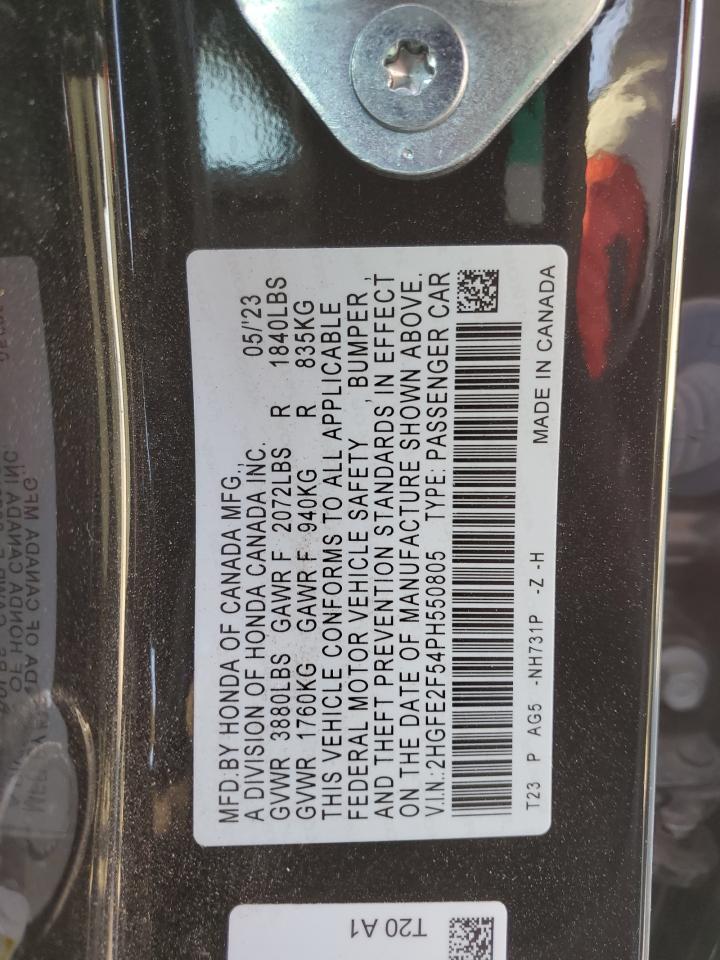 MFD.BY HONDA OF CANADA MFG.,
A DIVISION OF HONDA CANADA INC. 05/'23
GVWR 3880LBS GAWR F 2072LBS R 1840LBS
GVWR 1760KG GAWR F 940KG R 835KG
THIS VEHICLE CONFORMS TO ALL APPLICABLE
FEDERAL MOTOR VEHICLE SAFETY , BUMPER,
AND THEFT PREVENTION STANDARDS IN EFFECT
ON THE DATE OF MANUFACTURE SHOWN ABOVE.
V.I.N.:2HGFE2F54PH550805 TYPE: PASSENGER CAR
T23 P AG5 -NH731P -Z -H
MADE IN CANADA
T20 A1